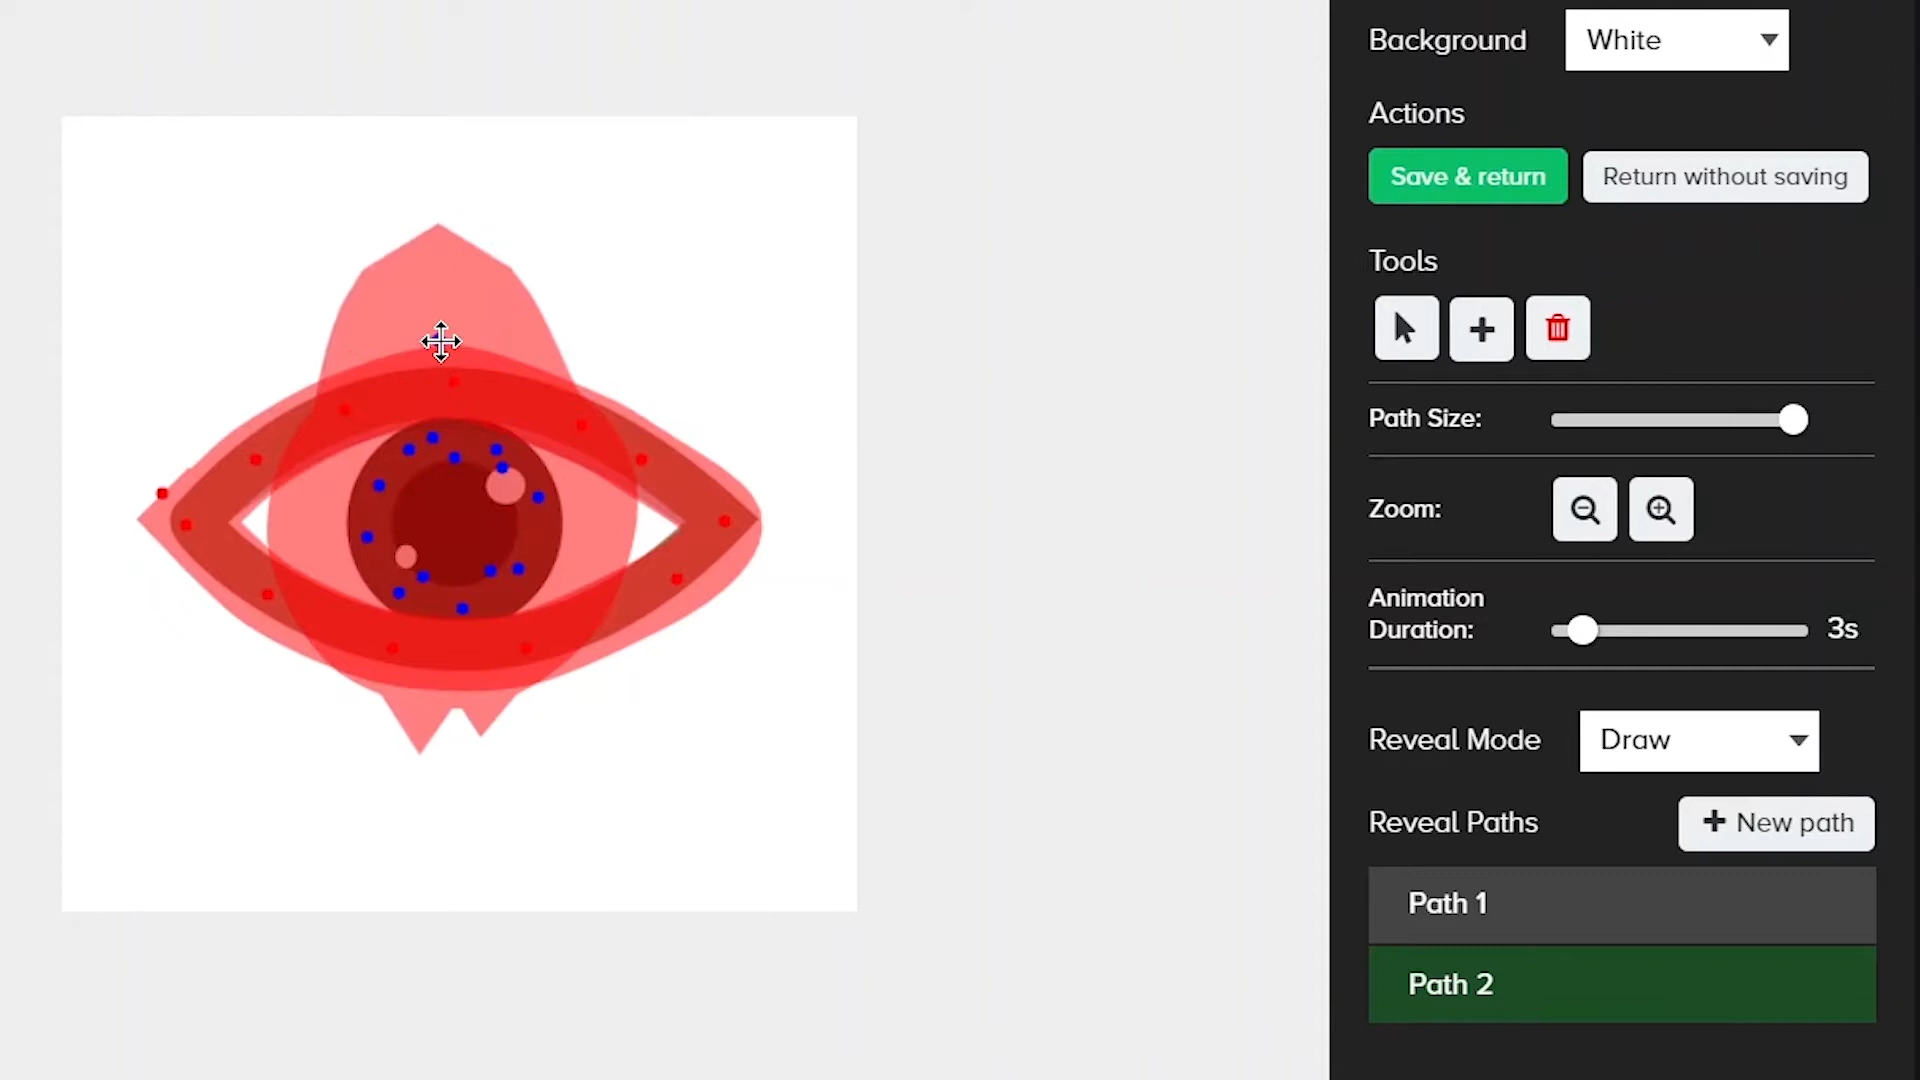 Background
White
Actions
Save & return
Return without saving
Tools
Path Size:
Zoom:
Animation
Duration:
3s
Reveal Mode
Draw
Reveal Paths
New path
Path 1
Path 2